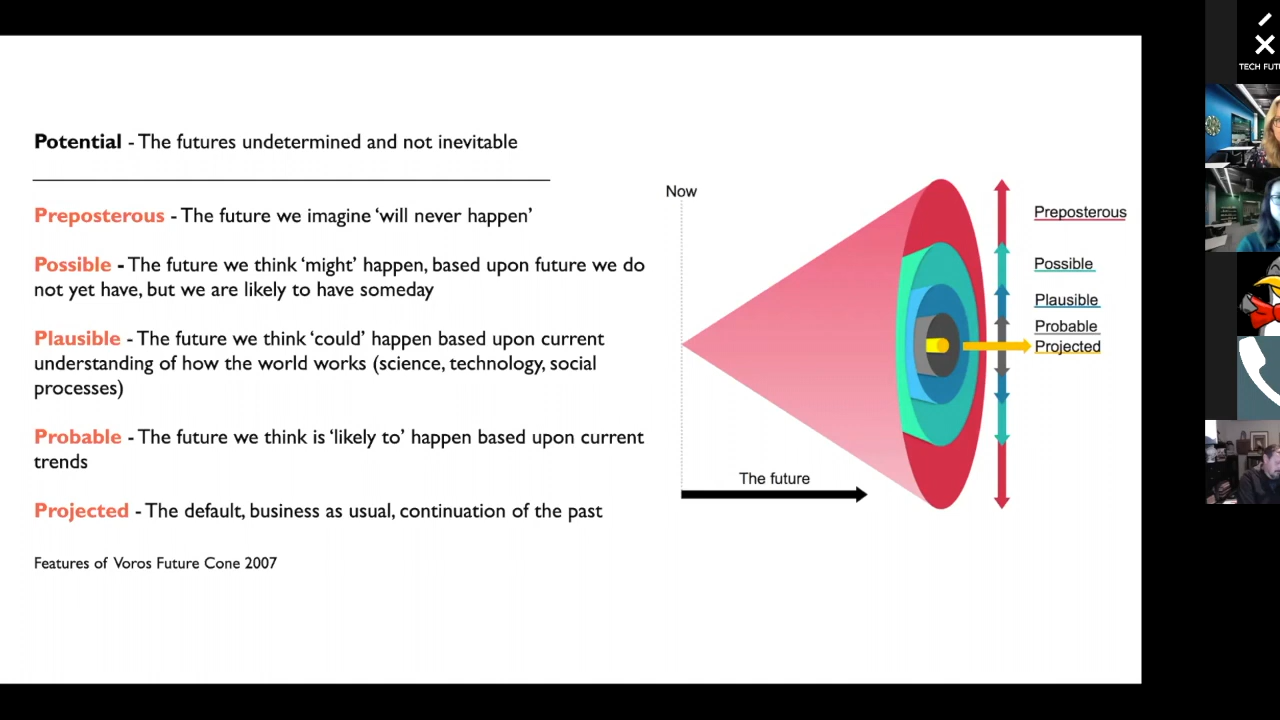 Potential - The futures undetermined and not inevitable
Preposterous - The future we imagine ‘will never happen’
Possible - The future we think ‘might’ happen, based upon future we do
not yet have, but we are likely to have someday
Plausible - The future we think ‘could’ happen based upon current
understanding of how the world works (science, technology, social
processes)
Probable - The future we think is ‘likely to’ happen based upon current
trends
Projected - The default, business as usual, continuation of the past
Features of Voros Future Cone 2007
Now
The future
Preposterous
Possible
Plausible
Probable
Projected
TECH